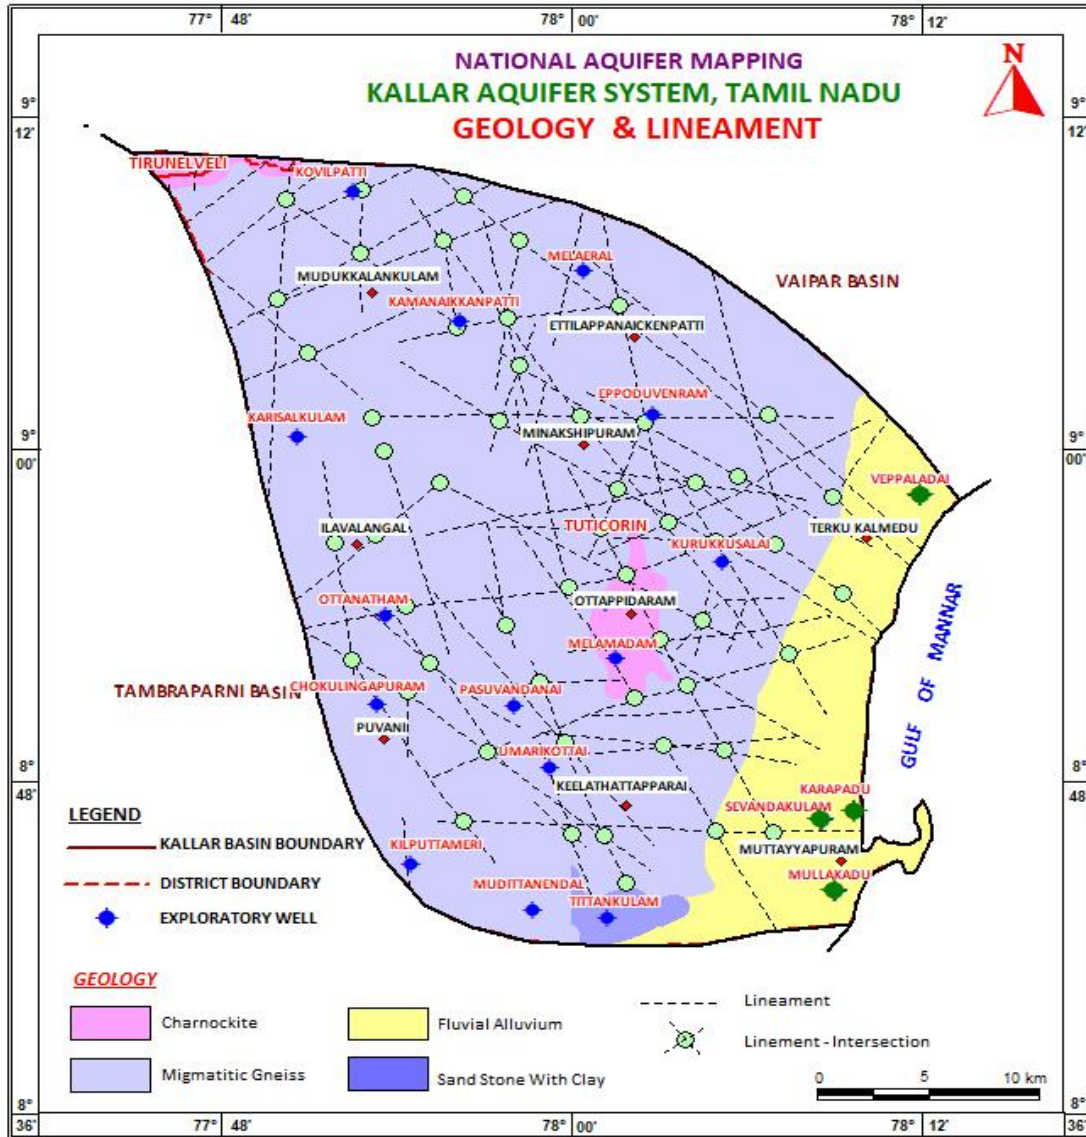 77° 48' 78° 00' 78° 12'
NATIONAL AQUIFER MAPPING
KALLAR AQUIFER SYSTEM, TAMIL NADU
GEOLOGY & LINEAMENT
N
9° 12'
9° 12'
TIRUNELVELI
KOVILPATTI
MELAERAL
MUDUKKALANKULAM
VAIPAR BASIN
KAMANAIKKANPATTI
ETTILAPPANAICKENPATTI
EPPODUVENRAM
KARISALKULAM
MINAKSHIPURAM
9° 00'
9° 00'
VEPPALADAI
ILAVALANGAL
TUTICORIN
TERKU KALMEDU
KURUKKUSALAI
OTTANATHAM
OTTAPPIDARAM
MELAMADAM
GULF OF MANNAR
TAMBRAPARNI BASIN
CHOKULINGAPURAM
PASUVANDANAI
PUVANI
UMARIKOTTAI
8° 48'
8° 48'
KEELATHATTAPPARAI
KARAPADU
SEVANDAKULAM
LEGEND
KALLAR BASIN BOUNDARY
KILPUTTAMERI
MUTTAYYAPURAM
DISTRICT BOUNDARY
MUDITTANENDAL
MULLAKADU
TITTANKULAM
EXPLORATORY WELL
GEOLOGY
Charnockite
Fluvial Alluvium
Lineament
Migmatitic Gneiss
Sand Stone With Clay
Linement - Intersection
0 5 10 km
8° 36'
8° 36'
77° 48' 78° 00' 78° 12'